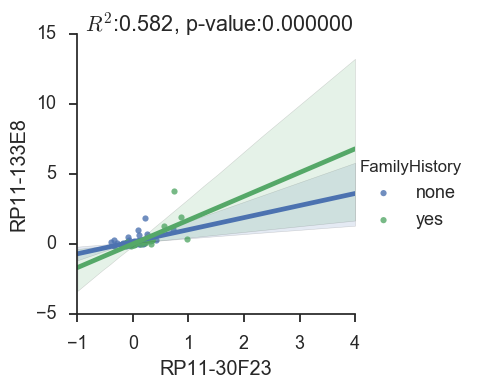 R²:0.582, p-value:0.000000
15
10
5
0
−5
RP11-133E8
−1
0
1
2
3
4
RP11-30F23
FamilyHistory
none
yes